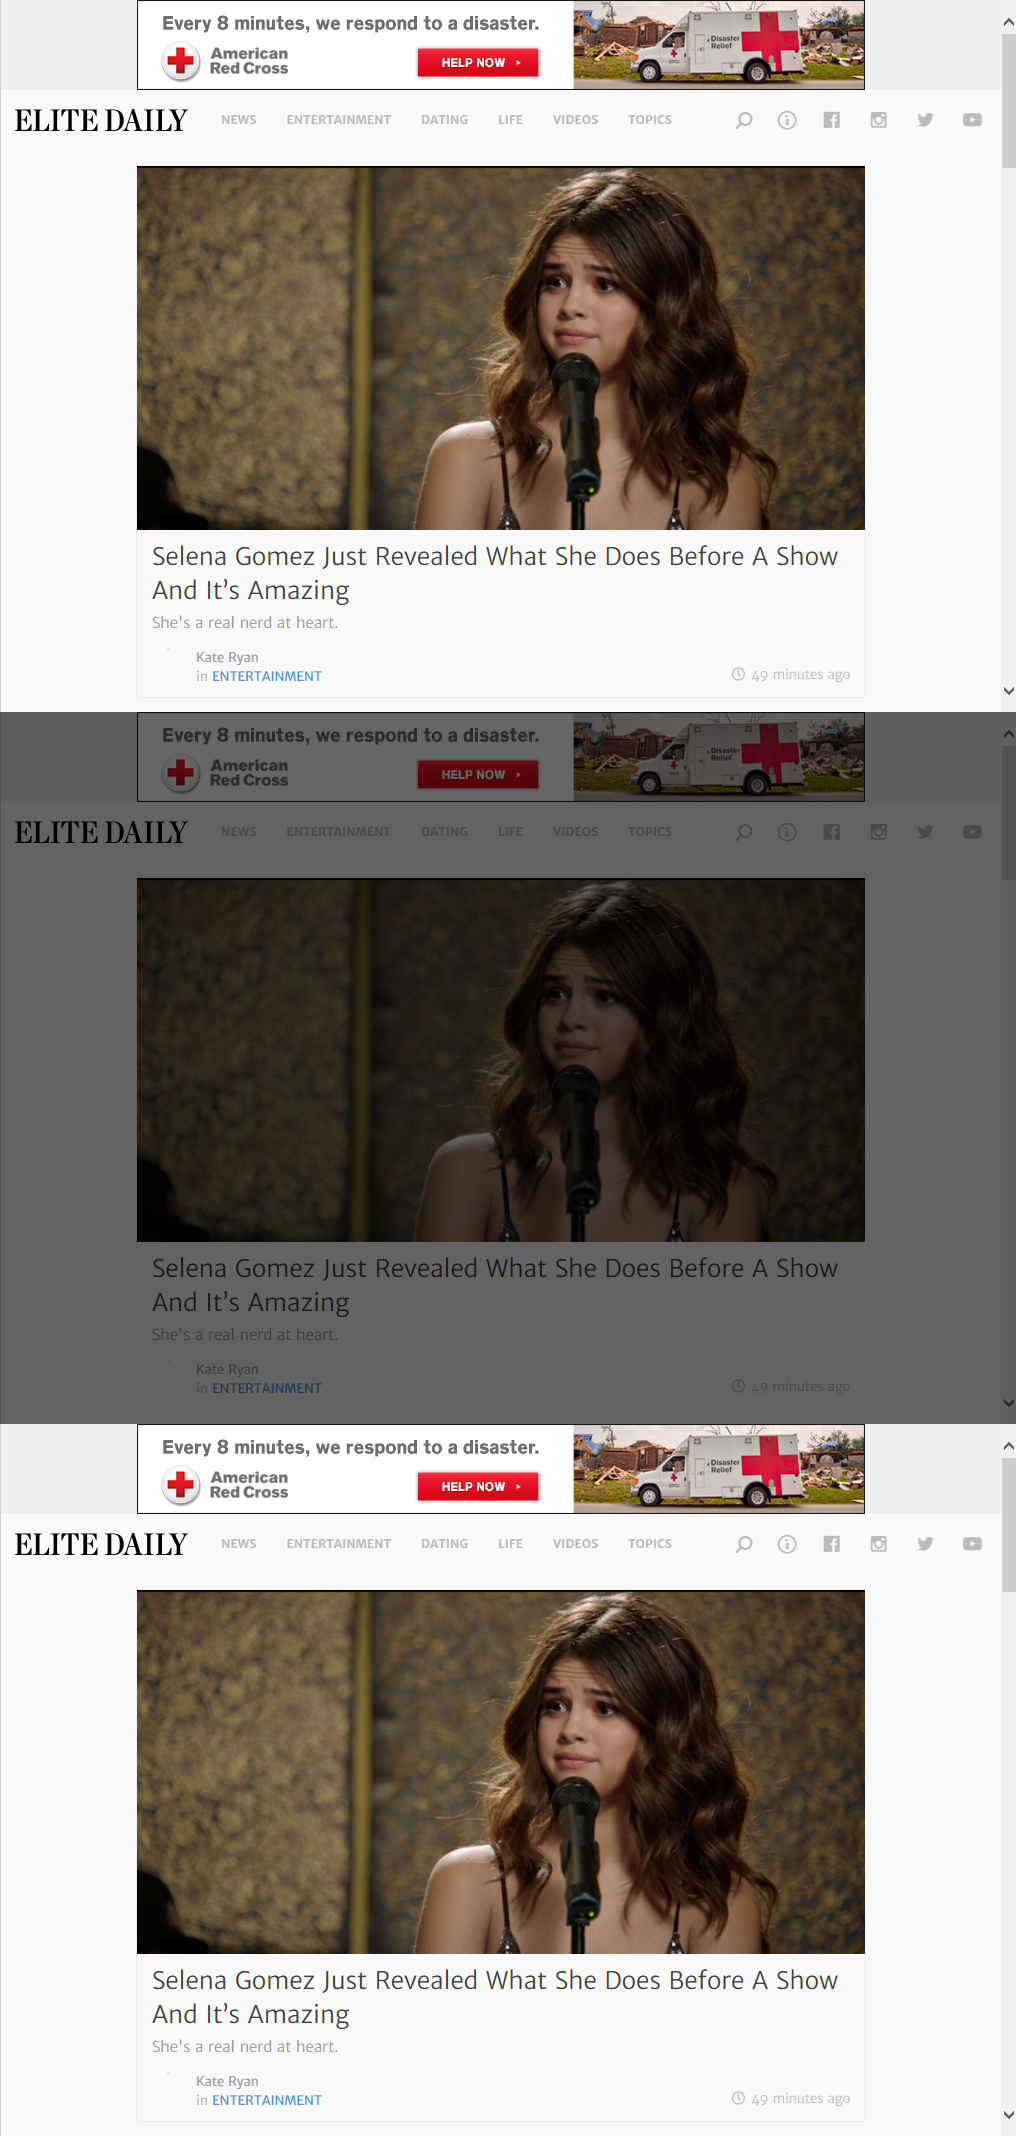 Every 8 minutes, we respond to a disaster.
American
Red Cross
HELP NOW
Disaster
Relief
ELITE DAILY NEWS ENTERTAINMENT DATING LIFE VIDEOS TOPICS
Selena Gomez Just Revealed What She Does Before A Show
And It’s Amazing
She's a real nerd at heart.
Kate Ryan
in ENTERTAINMENT
49 minutes ago
Every 8 minutes, we respond to a disaster.
American
Red Cross
HELP NOW
Disaster
Relief
ELITE DAILY NEWS ENTERTAINMENT DATING LIFE VIDEOS TOPICS
Selena Gomez Just Revealed What She Does Before A Show
And It’s Amazing
She's a real nerd at heart.
Kate Ryan
in ENTERTAINMENT
49 minutes ago
Every 8 minutes, we respond to a disaster.
American
Red Cross
HELP NOW
Disaster
Relief
ELITE DAILY NEWS ENTERTAINMENT DATING LIFE VIDEOS TOPICS
Selena Gomez Just Revealed What She Does Before A Show
And It’s Amazing
She's a real nerd at heart.
Kate Ryan
in ENTERTAINMENT
49 minutes ago